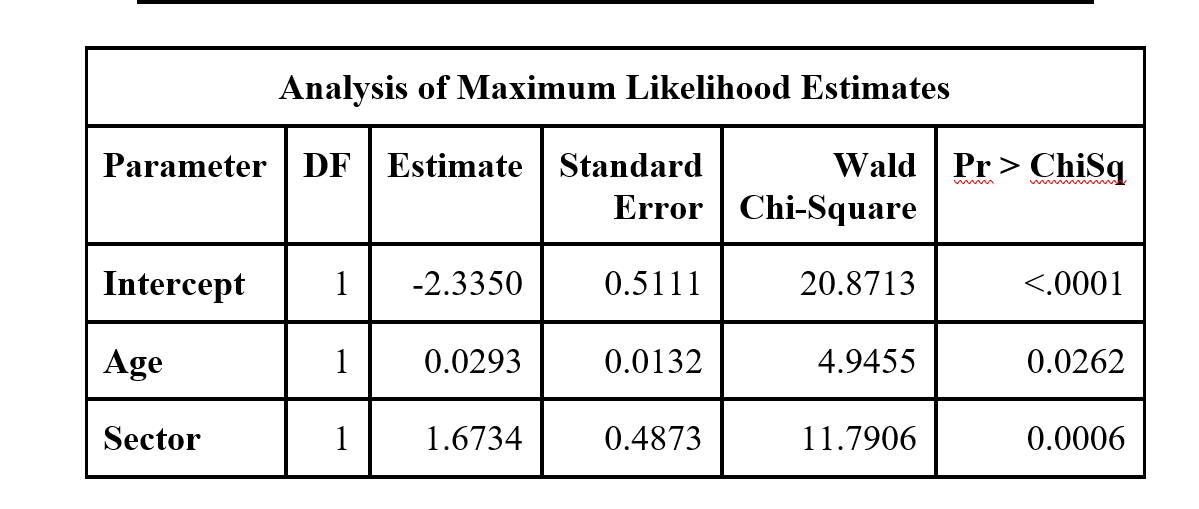 Analysis of Maximum Likelihood Estimates
Parameter DF Estimate Standard Error Wald Chi-Square Pr > ChiSq
Intercept 1 -2.3350 0.5111 20.8713 <.0001
Age 1 0.0293 0.0132 4.9455 0.0262
Sector 1 1.6734 0.4873 11.7906 0.0006